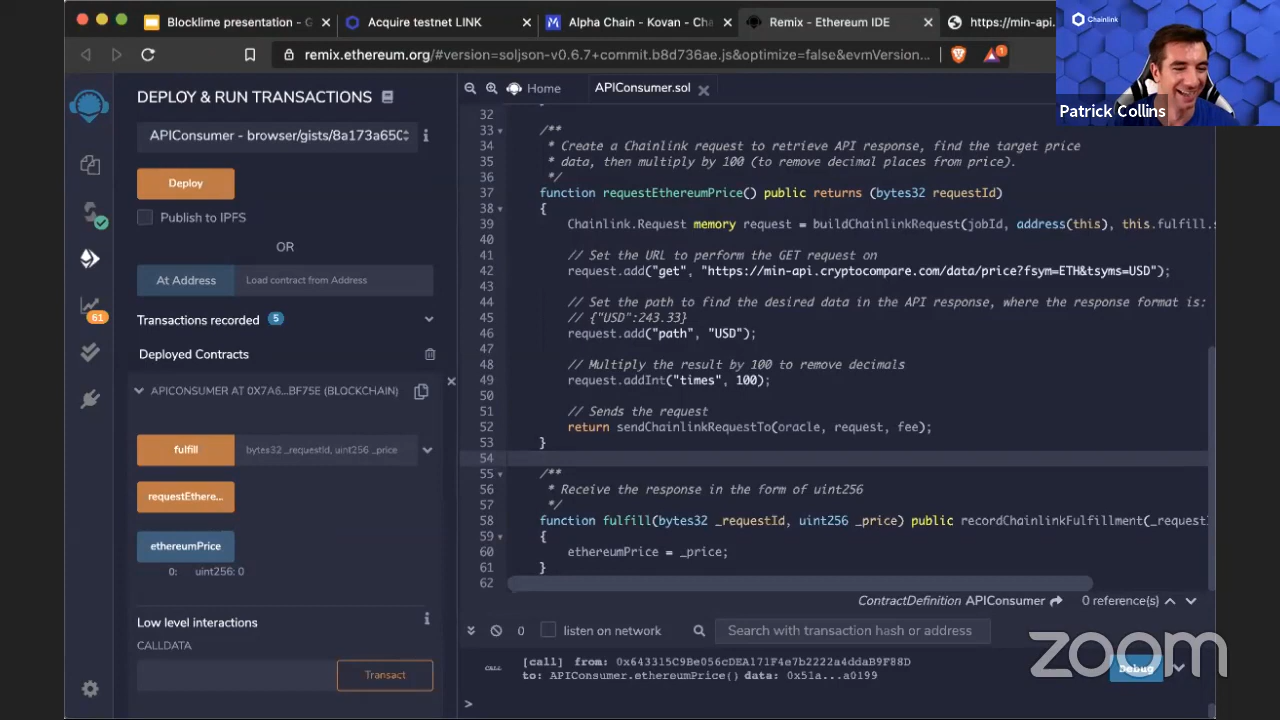 Blocklime presentation - G
Acquire testnet LINK
Alpha Chain - Kovan - Cha
Remix - Ethereum IDE
https://min-api.
remix.ethereum.org/#version=soljson-v0.6.7+commit.b8d736ae.js&optimize=false&evmVersion...
1
Chainlink
Patrick Collins
DEPLOY & RUN TRANSACTIONS
APIConsumer - browser/gists/8a173a650
Deploy
Publish to IPFS
OR
At Address
Load contract from Address
Transactions recorded 5
Deployed Contracts
APICONSUMER AT 0X7A6...BF75E (BLOCKCHAIN)
fulfill
bytes32 _requestId, uint256 _price
requestEthere...
ethereumPrice
0: uint256: 0
Low level interactions
CALLDATA
Transact
61
Home
APIConsumer.sol
32
33 /**
34 * Create a Chainlink request to retrieve API response, find the target price
35 * data, then multiply by 100 (to remove decimal places from price).
36 */
37 function requestEthereumPrice() public returns (bytes32 requestId)
38 {
39 Chainlink.Request memory request = buildChainlinkRequest(jobId, address(this), this.fulfill.s
40
41 // Set the URL to perform the GET request on
42 request.add("get", "https://min-api.cryptocompare.com/data/price?fsym=ETH&tsyms=USD");
43
44 // Set the path to find the desired data in the API response, where the response format is:
45 // {"USD":243.33}
46 request.add("path", "USD");
47
48 // Multiply the result by 100 to remove decimals
49 request.addInt("times", 100);
50
51 // Sends the request
52 return sendChainlinkRequestTo(oracle, request, fee);
53 }
54
55 /**
56 * Receive the response in the form of uint256
57 */
58 function fulfill(bytes32 _requestId, uint256 _price) public recordChainlinkFulfillment(_requestI
59 {
60 ethereumPrice = _price;
61 }
62
ContractDefinition APIConsumer 0 reference(s)
0 listen on network
Search with transaction hash or address
CALL
[call] from: 0x643315C9Be056cDEA171F4e7b2222a4ddaB9F88D
to: APIConsumer.ethereumPrice() data: 0x51a...a0199
Debug
>
zoom